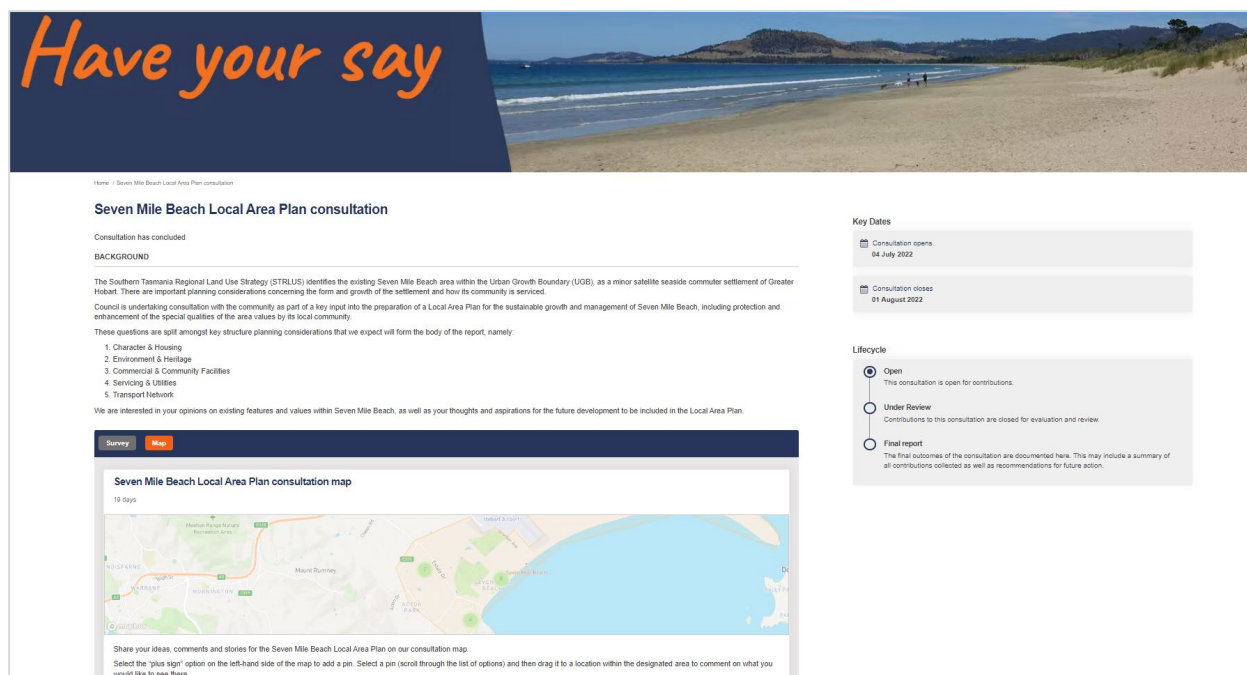 Have your say
Home / Seven Mile Beach Local Area Plan consultation
Seven Mile Beach Local Area Plan consultation
Consultation has concluded
BACKGROUND
The Southern Tasmania Regional Land Use Strategy (STRLUS) identifies the existing Seven Mile Beach area within the Urban Growth Boundary (UGB), as a minor satellite seaside commuter settlement of Greater
Hobart. There are important planning considerations concerning the form and growth of the settlement and how its community is serviced.
Council is undertaking consultation with the community as part of a key input into the preparation of a Local Area Plan for the sustainable growth and management of Seven Mile Beach, including protection and
enhancement of the special qualities of the area values by its local community.
These questions are split amongst key structure planning considerations that we expect will form the body of the report, namely:
1. Character & Housing
2. Environment & Heritage
3. Commercial & Community Facilities
4. Servicing & Utilities
5. Transport Network
We are interested in your opinions on existing features and values within Seven Mile Beach, as well as your thoughts and aspirations for the future development to be included in the Local Area Plan.
Survey Map
Seven Mile Beach Local Area Plan consultation map
19 days
Mount Rumney
MORNINGTON
mapbox
Share your ideas, comments and stories for the Seven Mile Beach Local Area Plan on our consultation map.
Select the "plus sign" option on the left-hand side of the map to add a pin. Select a pin (scroll through the list of options) and then drag it to a location within the designated area to comment on what you
would like to see there.
Key Dates
Consultation opens
04 July 2022
Consultation closes
01 August 2022
Lifecycle
Open
This consultation is open for contributions.
Under Review
Contributions to this consultation are closed for evaluation and review.
Final report
The final outcomes of the consultation are documented here. This may include a summary of
all contributions collected as well as recommendations for future action.